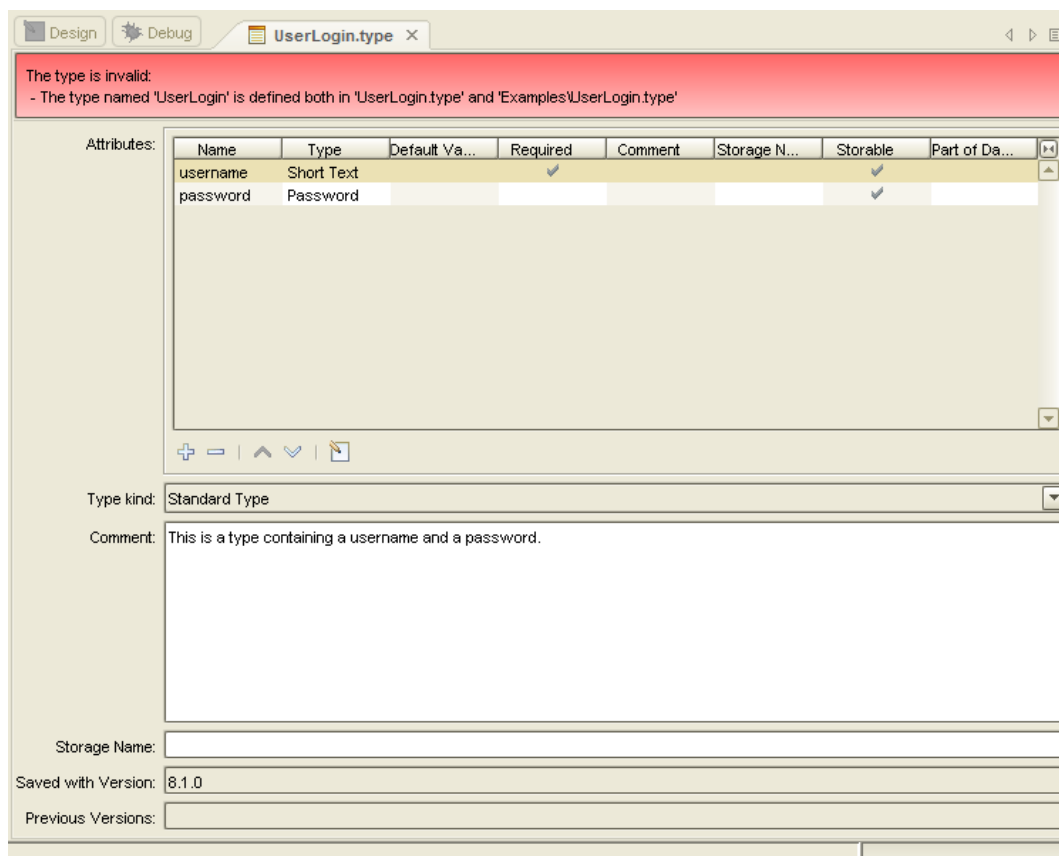 Design Debug UserLogin.type
The type is invalid:
- The type named 'UserLogin' is defined both in 'UserLogin.type' and 'Examples\UserLogin.type'
Attributes:
Name Type Default Va... Required Comment Storage N... Storable Part of Da...
username Short Text
password Password
Type kind: Standard Type
Comment: This is a type containing a username and a password.
Storage Name:
Saved with Version: 8.1.0
Previous Versions: